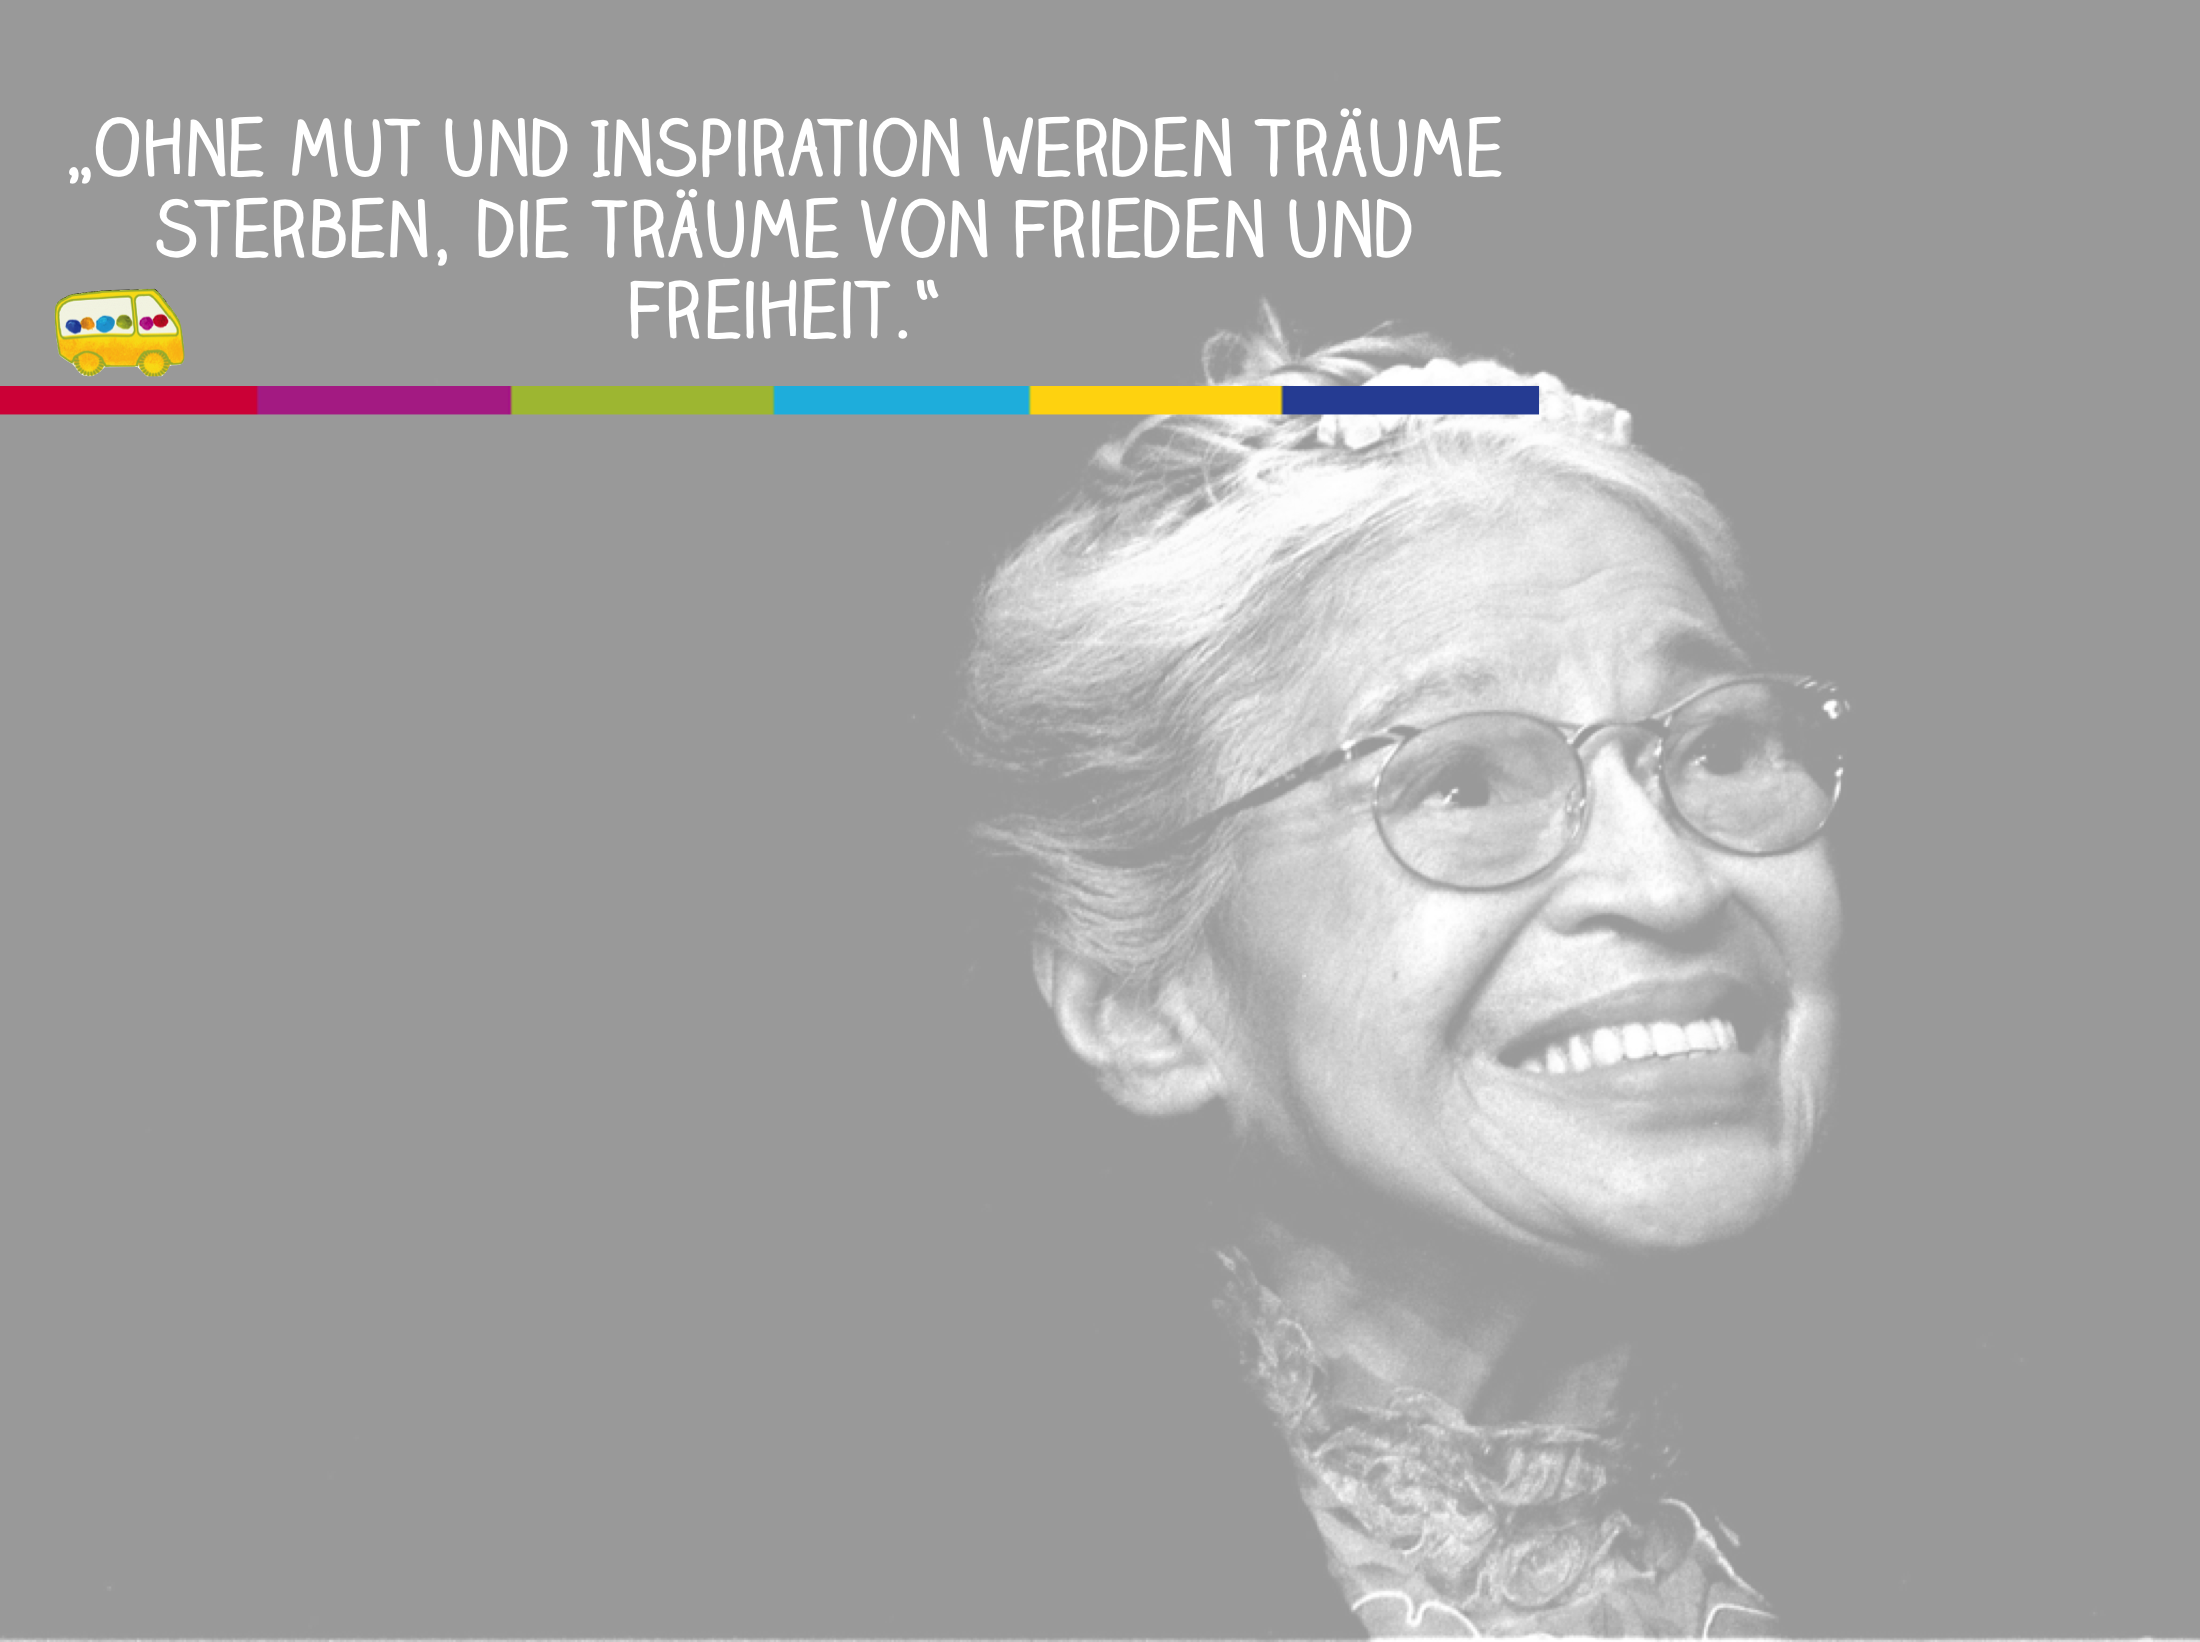 „OHNE MUT UND INSPIRATION WERDEN TRÄUME
STERBEN, DIE TRÄUME VON FRIEDEN UND
FREIHEIT.“